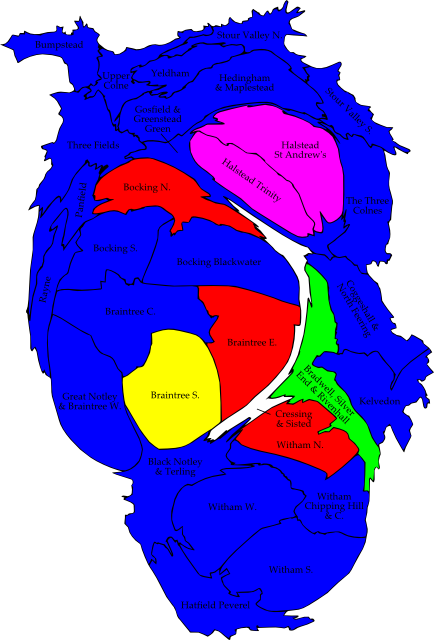 Stour Valley N.
Bumpstead
Upper
Colne
Yeldham
Hedingham
& Maplestead
Stour Valley S.
Gosfield &
Greenstead
Green
Three Fields
Halstead
St Andrew's
Halstead Trinity
Bocking N.
The Three
Colnes
Bocking S.
Bocking Blackwater
Rayne
Coggeshall &
North Feering
Braintree C.
Braintree E.
Bradwell, Silver
End & Rivenhall
Braintree S.
Great Notley
& Braintree W.
Kelvedon
Cressing
& Stisted
Witham N.
Black Notley
& Terling
Witham
Chipping Hill
& C.
Witham W.
Witham S.
Hatfield Peverel